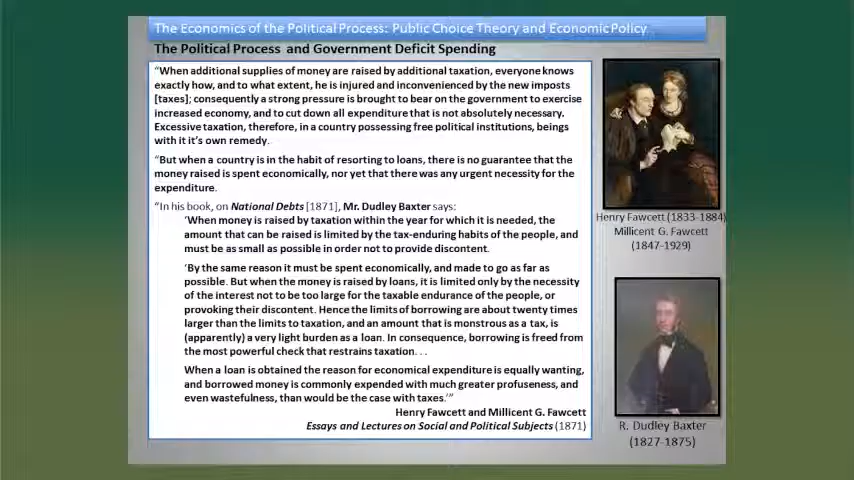 The Economics of the Political Process: Public Choice Theory and Economic Policy
The Political Process and Government Deficit Spending
“When additional supplies of money are raised by additional taxation, everyone knows
exactly how, and to what extent, he is injured and inconvenienced by the new imposts
[taxes]; consequently a strong pressure is brought to bear on the government to exercise
increased economy, and to cut down all expenditure that is not absolutely necessary.
Excessive taxation, therefore, in a country possessing free political institutions, beings
with it it’s own remedy.
“But when a country is in the habit of resorting to loans, there is no guarantee that the
money raised is spent economically, nor yet that there was any urgent necessity for the
expenditure.
“In his book, on National Debts [1871], Mr. Dudley Baxter says:
‘When money is raised by taxation within the year for which it is needed, the
amount that can be raised is limited by the tax-enduring habits of the people, and
must be as small as possible in order not to provide discontent.
‘By the same reason it must be spent economically, and made to go as far as
possible. But when the money is raised by loans, it is limited only by the necessity
of the interest not to be too large for the taxable endurance of the people, or
provoking their discontent. Hence the limits of borrowing are about twenty times
larger than the limits to taxation, and an amount that is monstrous as a tax, is
(apparently) a very light burden as a loan. In consequence, borrowing is freed from
the most powerful check that restrains taxation. . .
When a loan is obtained the reason for economical expenditure is equally wanting,
and borrowed money is commonly expended with much greater profuseness, and
even wastefulness, than would be the case with taxes.’”
Henry Fawcett and Millicent G. Fawcett
Essays and Lectures on Social and Political Subjects (1871)
Henry Fawcett (1833-1884)
Millicent G. Fawcett
(1847-1929)
R. Dudley Baxter
(1827-1875)